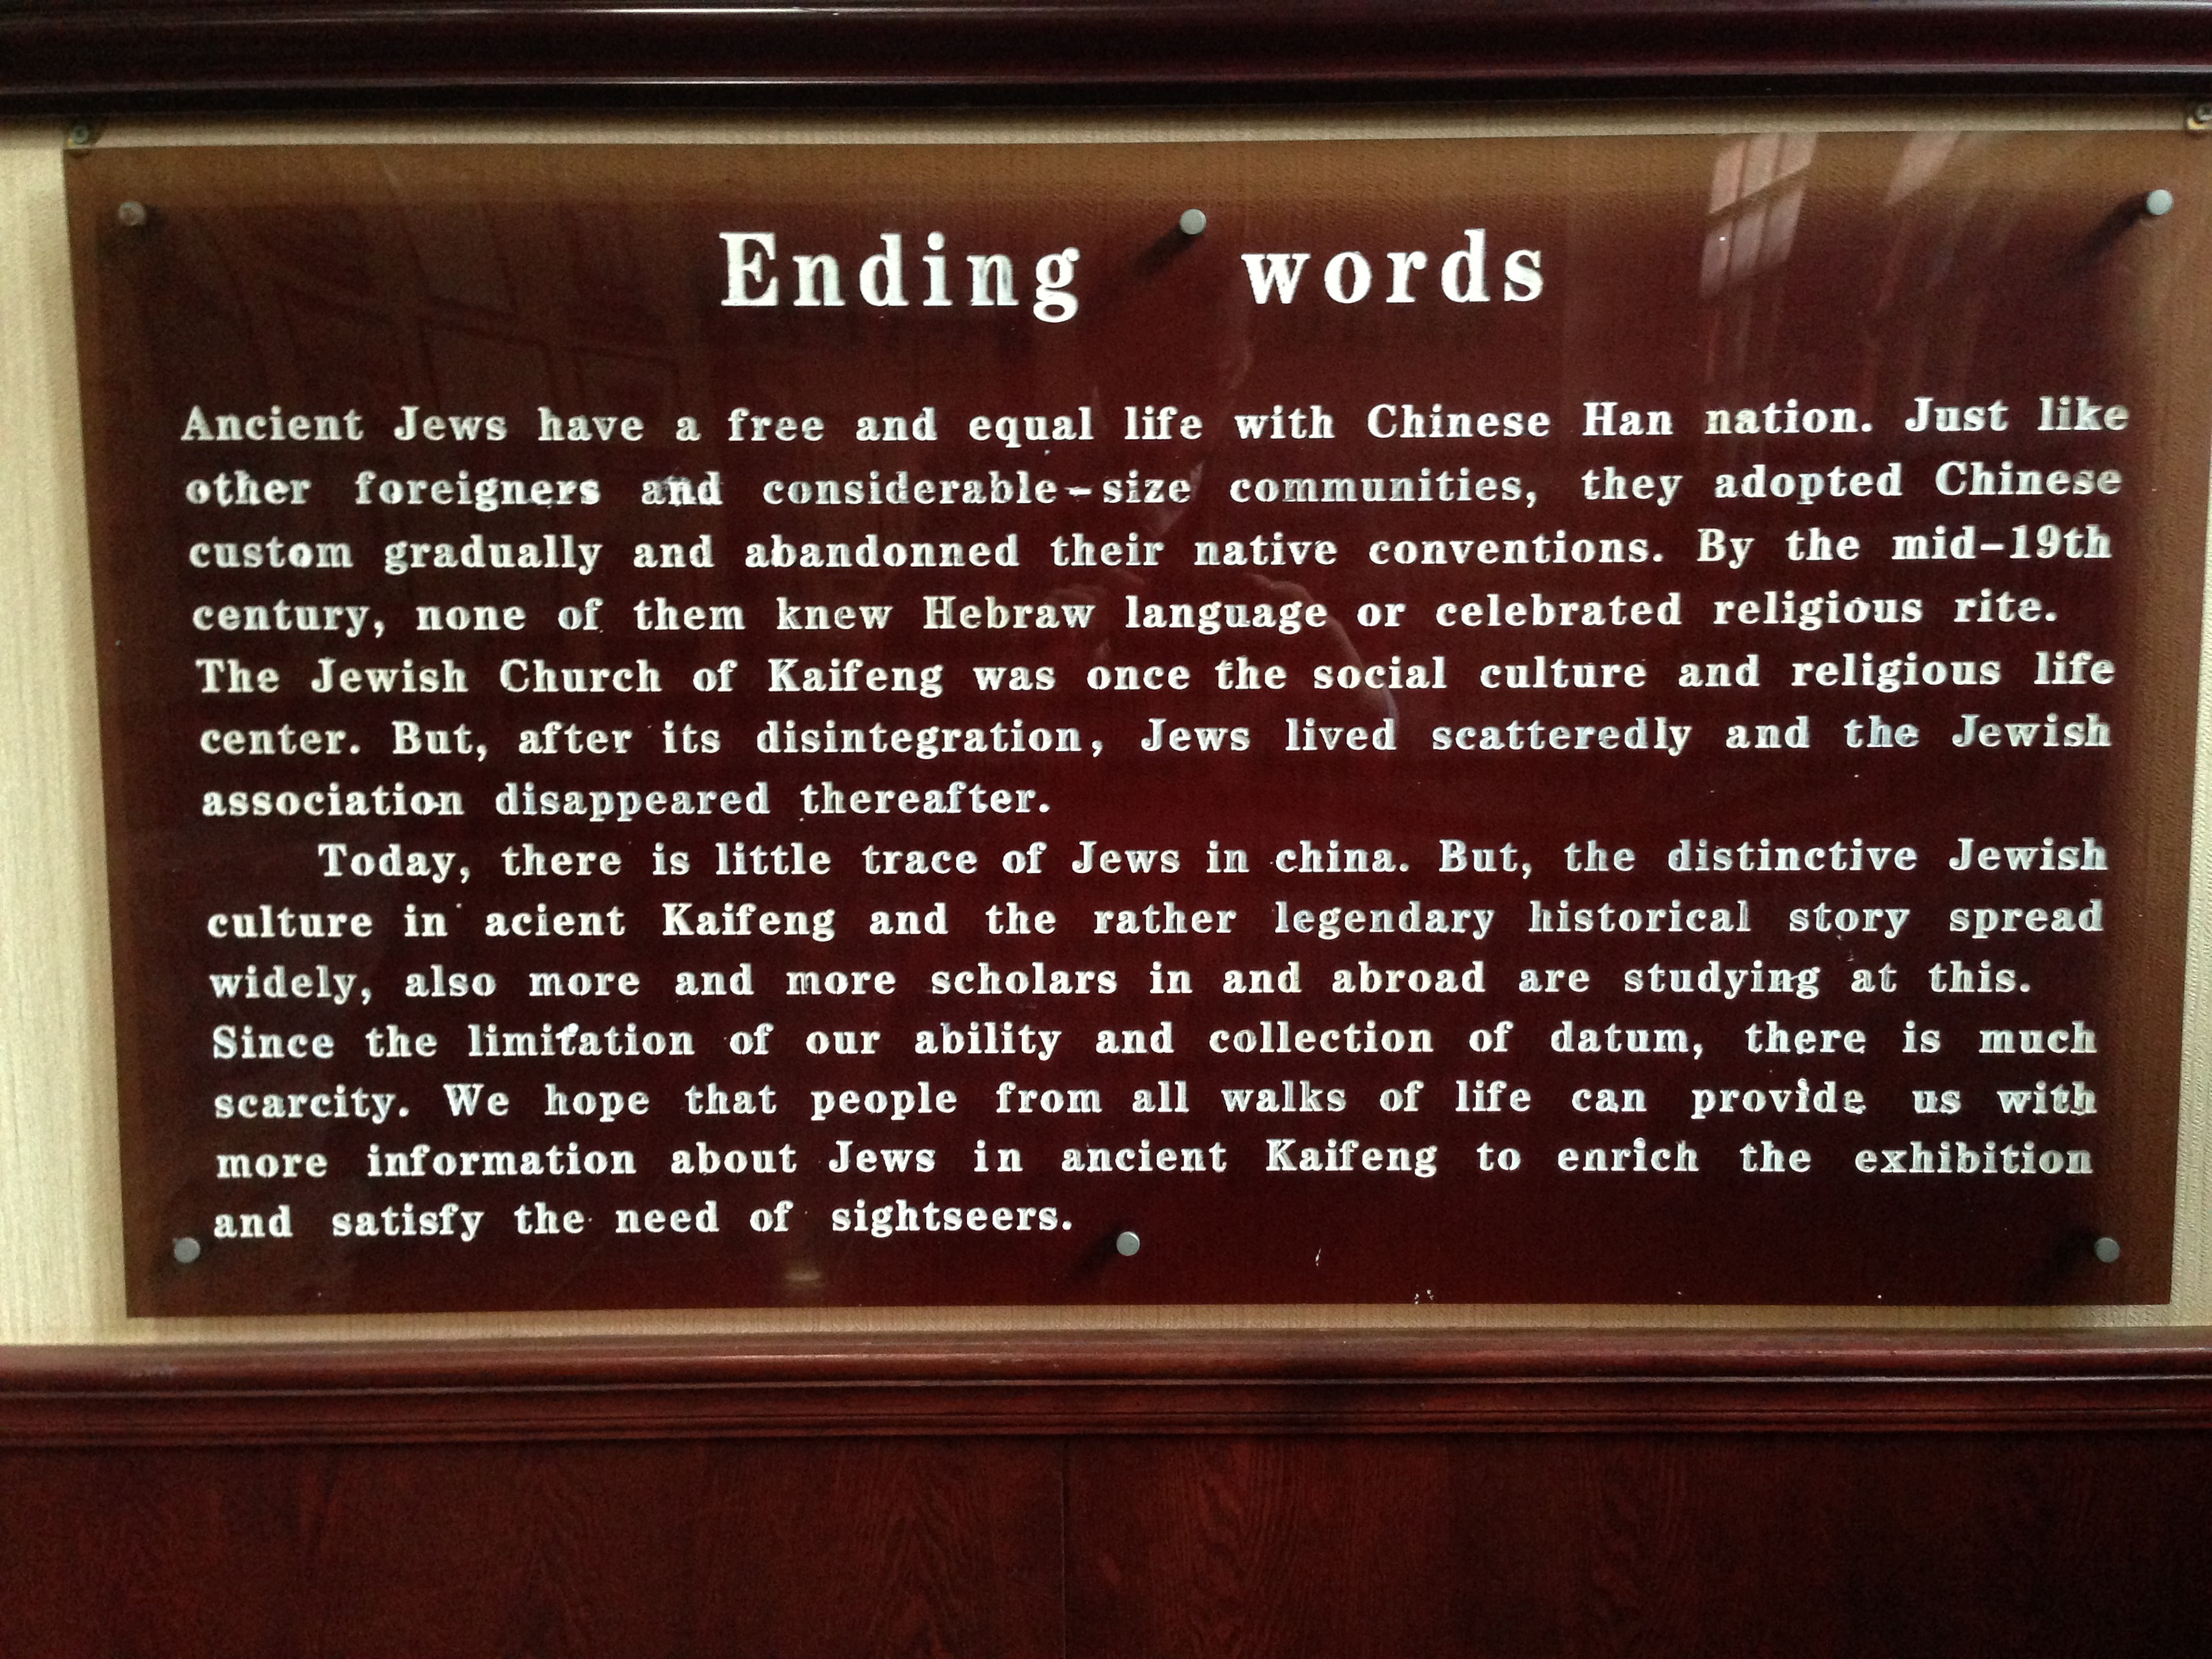 Ending words
Ancient Jews have a free and equal life with Chinese Han nation. Just like
other foreigners and considerable-size communities, they adopted Chinese
custom gradually and abandonned their native conventions. By the mid-19th
century, none of them knew Hebraw language or celebrated religious rite.
The Jewish Church of Kaifeng was once the social culture and religious life
center. But, after its disintegration, Jews lived scatteredly and the Jewish
association disappeared thereafter.
Today, there is little trace of Jews in china. But, the distinctive Jewish
culture in acient Kaifeng and the rather legendary historical story spread
widely, also more and more scholars in and abroad are studying at this.
Since the limitation of our ability and collection of datum, there is much
scarcity. We hope that people from all walks of life can provide us with
more information about Jews in ancient Kaifeng to enrich the exhibition
and satisfy the need of sightseers.